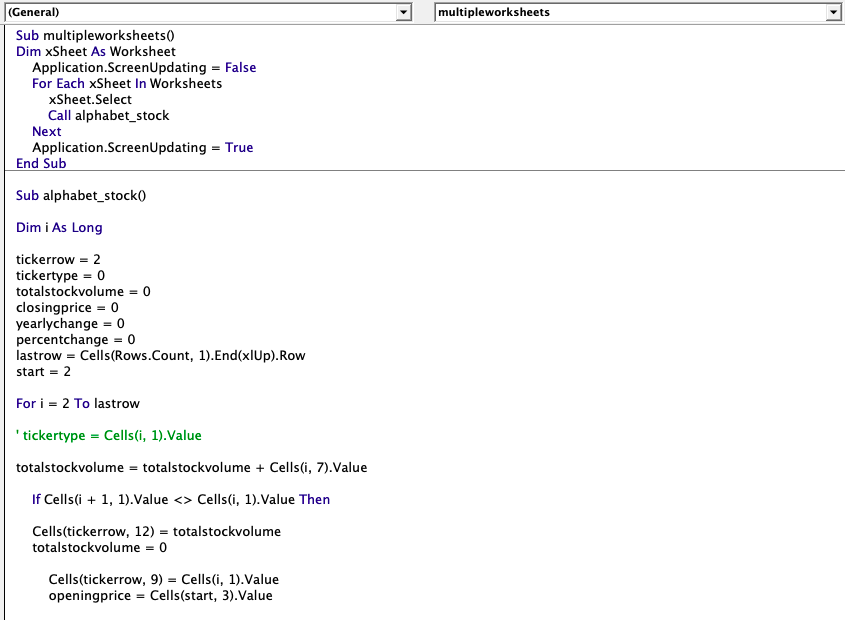 (General) multipleworksheets
Sub multipleworksheets()
Dim xSheet As Worksheet
    Application.ScreenUpdating = False
    For Each xSheet In Worksheets
        xSheet.Select
        Call alphabet_stock
    Next
    Application.ScreenUpdating = True
End Sub
Sub alphabet_stock()
Dim i As Long
tickerrow = 2
tickertype = 0
totalstockvolume = 0
closingprice = 0
yearlychange = 0
percentchange = 0
lastrow = Cells(Rows.Count, 1).End(xlUp).Row
start = 2
For i = 2 To lastrow
' tickertype = Cells(i, 1).Value
totalstockvolume = totalstockvolume + Cells(i, 7).Value
    If Cells(i + 1, 1).Value <> Cells(i, 1).Value Then
    Cells(tickerrow, 12) = totalstockvolume
    totalstockvolume = 0
        Cells(tickerrow, 9) = Cells(i, 1).Value
        openingprice = Cells(start, 3).Value